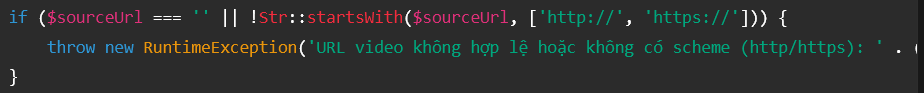 if ($sourceUrl === '' || !Str::startsWith($sourceUrl, ['http://', 'https://'])) {
    throw new RuntimeException('URL video không hợp lệ hoặc không có scheme (http/https): ' .
}